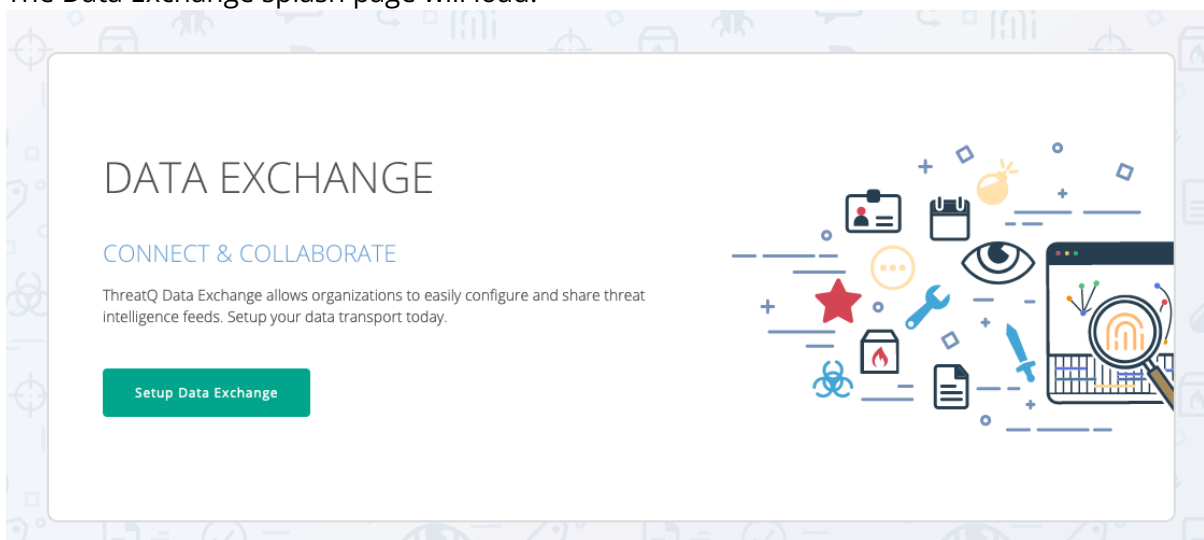 The Data Exchange splash page will load.
DATA EXCHANGE
CONNECT & COLLABORATE
ThreatQ Data Exchange allows organizations to easily configure and share threat
intelligence feeds. Setup your data transport today.
Setup Data Exchange